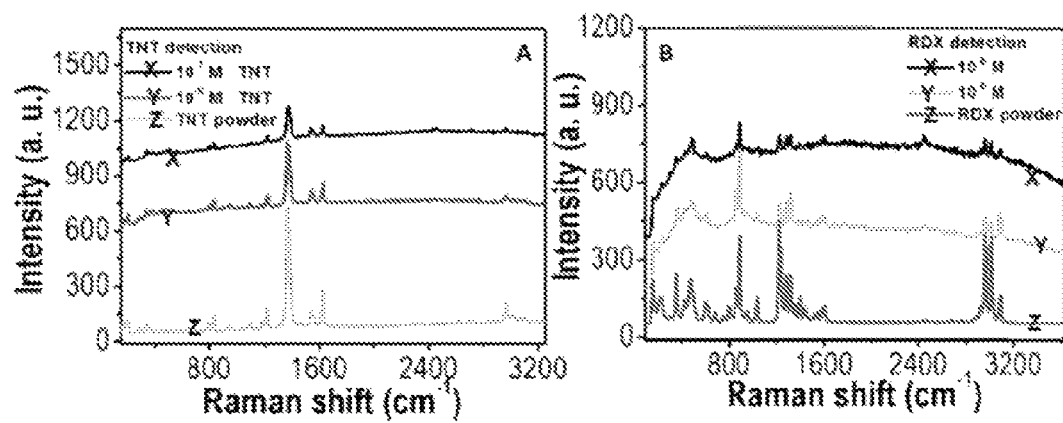 TNT detection
X
TNT
Y
TNT
Z TNT powder
A
1500
1200
900
600
300
0
X
Y
Z
800
1600
2400
3200
Intensity (a. u.)
Raman shift (cm⁻¹)
B
RDX detection
X
M
Y
M
Z RDX powder
1200
900
600
300
0
X
Y
Z
800
1600
2400
3200
Intensity (a. u.)
Raman shift (cm⁻¹)